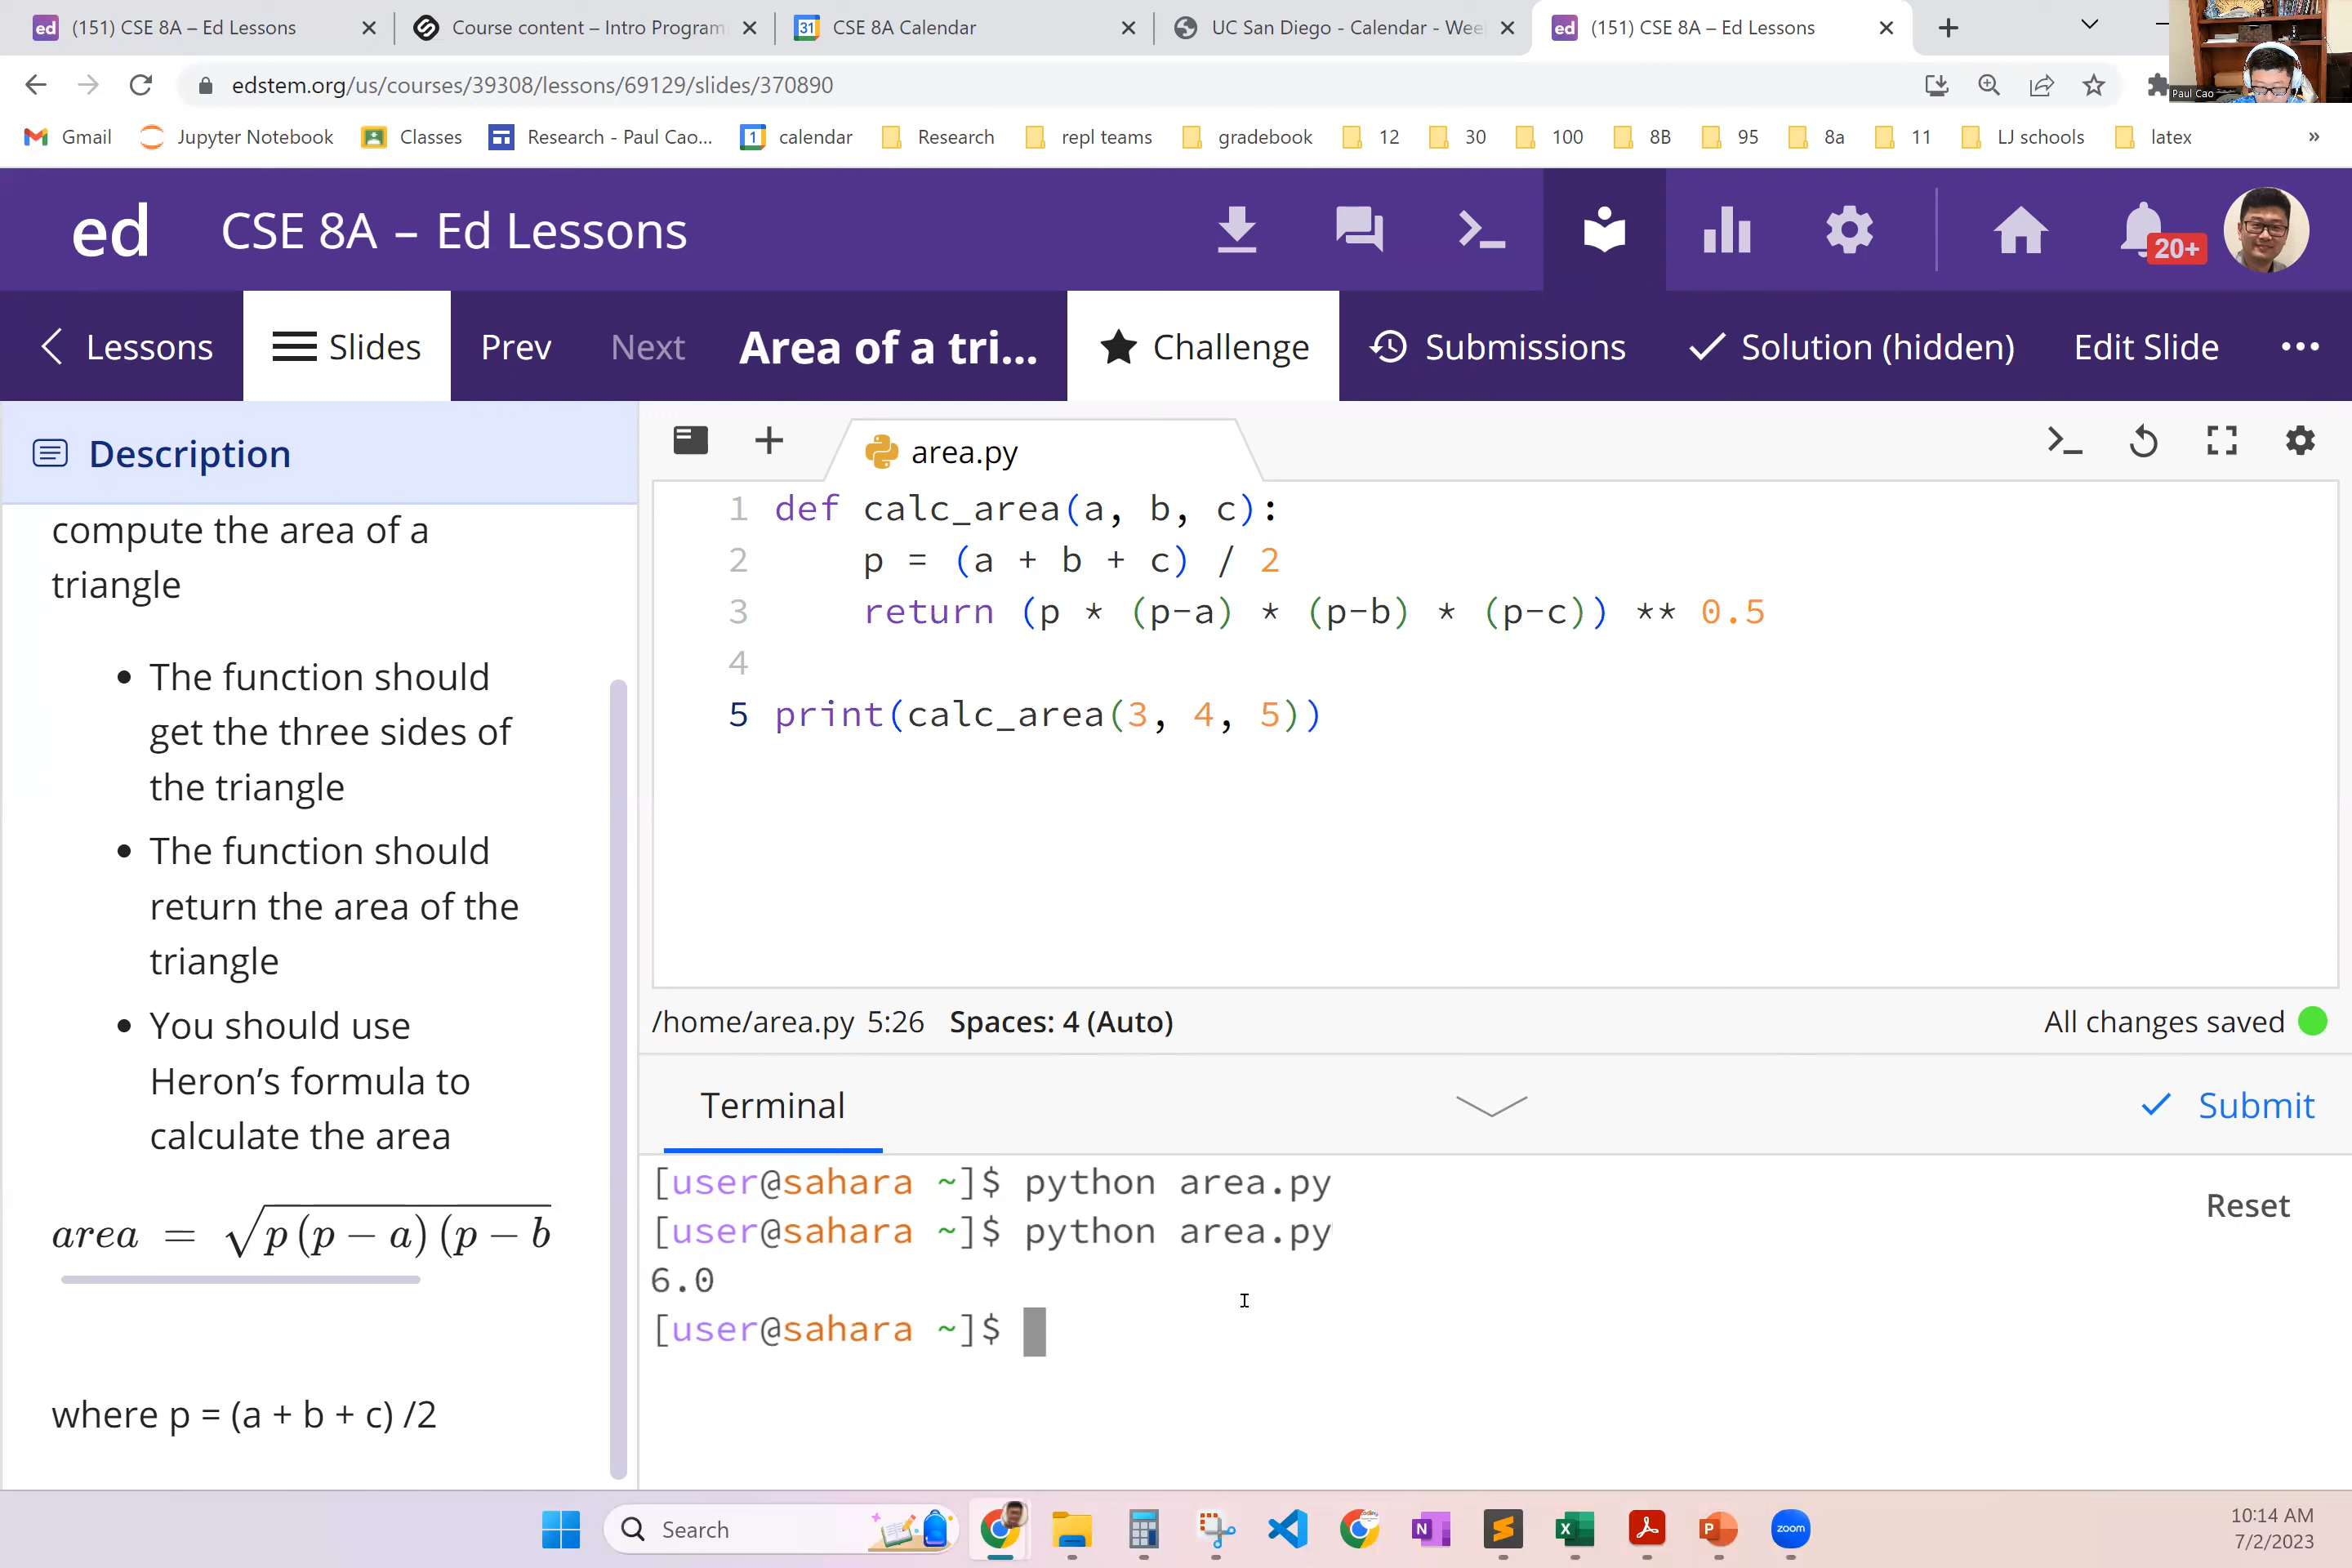 ed (151) CSE 8A – Ed Lessons
Course content – Intro Program
31 CSE 8A Calendar
UC San Diego - Calendar - Wee
ed (151) CSE 8A – Ed Lessons
edstem.org/us/courses/39308/lessons/69129/slides/370890
Paul Cao
Gmail Jupyter Notebook Classes Research - Paul Cao... 1 calendar Research repl teams gradebook 12 30 100 8B 95 8a 11 LJ schools latex »
ed CSE 8A – Ed Lessons 20+
Lessons Slides Prev Next Area of a tri... Challenge Submissions Solution (hidden) Edit Slide
Description
compute the area of a
triangle
• The function should
get the three sides of
the triangle
• The function should
return the area of the
triangle
• You should use
Heron's formula to
calculate the area
area = √p (p − a) (p − b
where p = (a + b + c) /2
area.py
1 def calc_area(a, b, c):
2     p = (a + b + c) / 2
3     return (p * (p-a) * (p-b) * (p-c)) ** 0.5
4
5 print(calc_area(3, 4, 5))
/home/area.py 5:26 Spaces: 4 (Auto) All changes saved
Terminal Submit
[user@sahara ~]$ python area.py
Reset
[user@sahara ~]$ python area.py
6.0
[user@sahara ~]$
Search
zoom
10:14 AM
7/2/2023